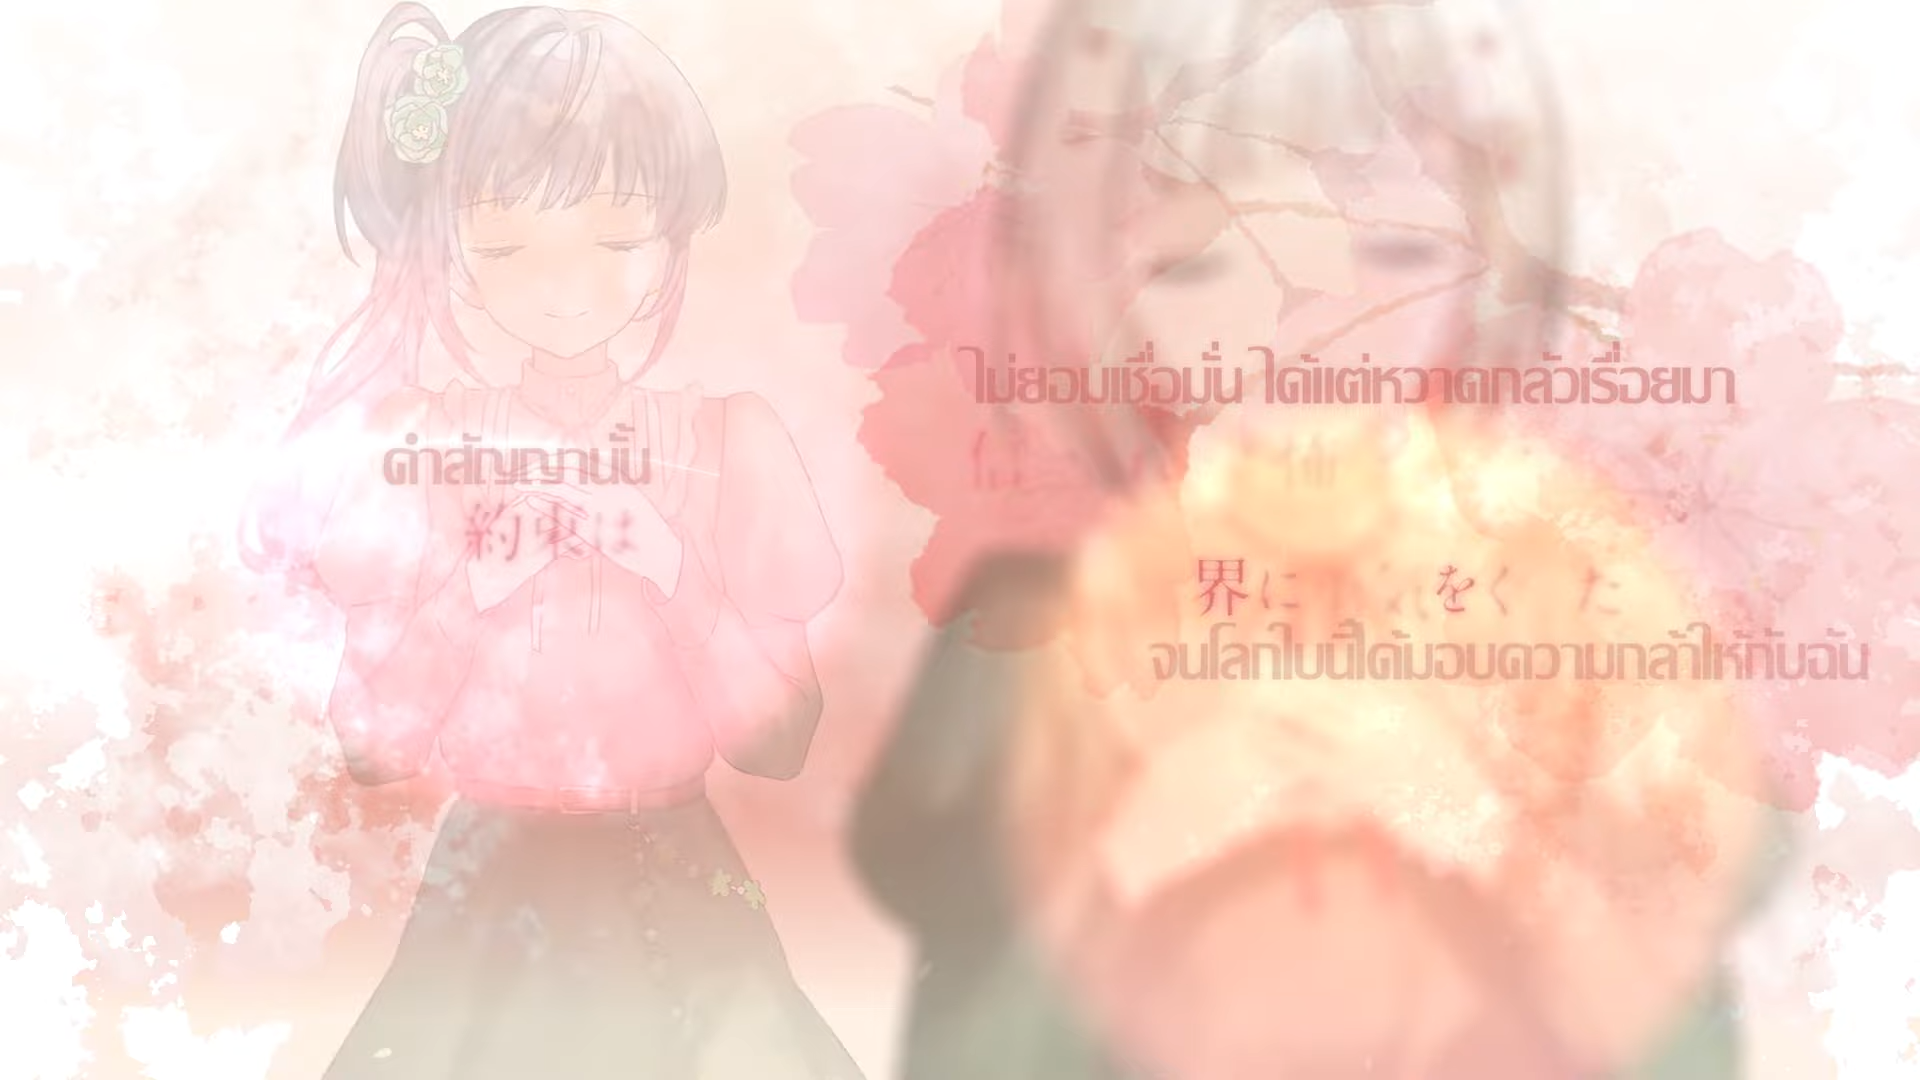 คำสัญญานั้น
約束は
ไม่ยอมเชื่อมั่น ได้แต่หวาดกลัวเรื่อยมา
信 怖
界に をく た
จนโลกใบนี้ได้มอบความกล้าให้กับฉัน